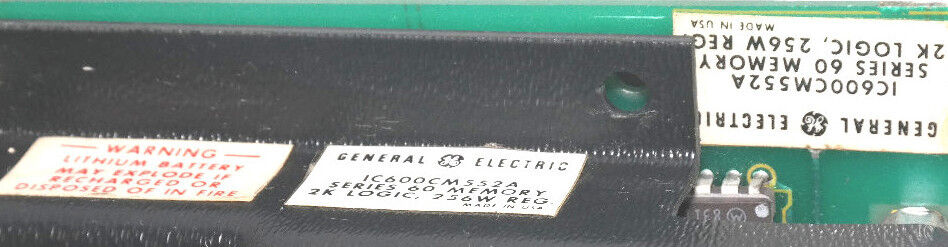 WARNING
LITHIUM BATTERY
MAY EXPLODE IF
RECHARGED OR
DISPOSED OF IN FIRE
GENERAL GE ELECTRIC
IC600CM552A
SERIES 60 MEMORY
2K LOGIC, 256W REG.
MADE IN USA
GENERAL GE ELECTRIC
IC600CM552A
SERIES 60 MEMORY
2K LOGIC, 256W REG
MADE IN USA